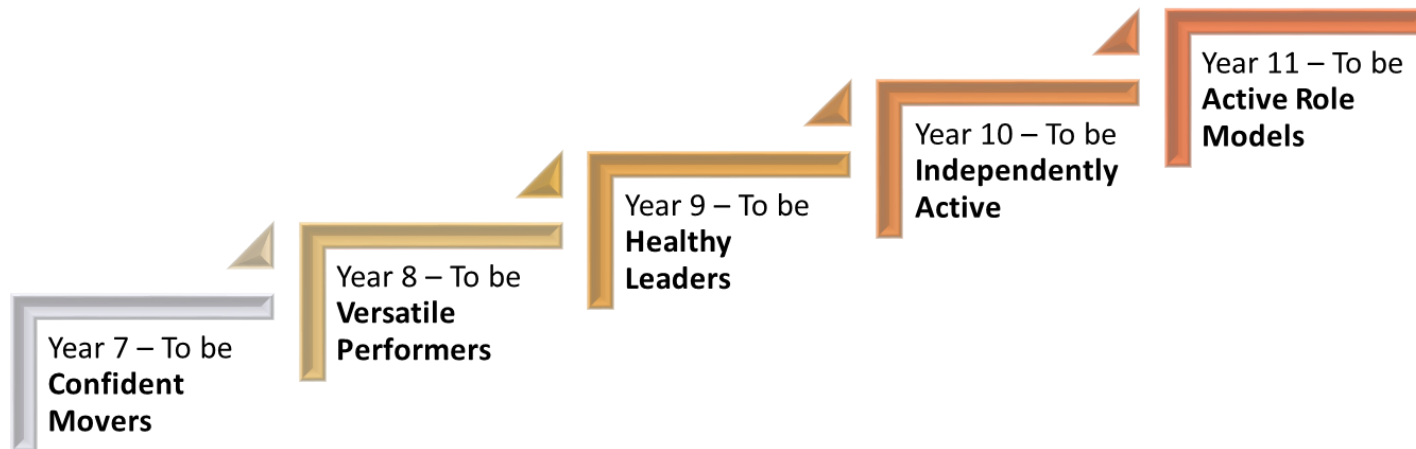 Year 7 – To be
Confident
Movers
Year 8 – To be
Versatile
Performers
Year 9 – To be
Healthy
Leaders
Year 10 – To be
Independently
Active
Year 11 – To be
Active Role
Models